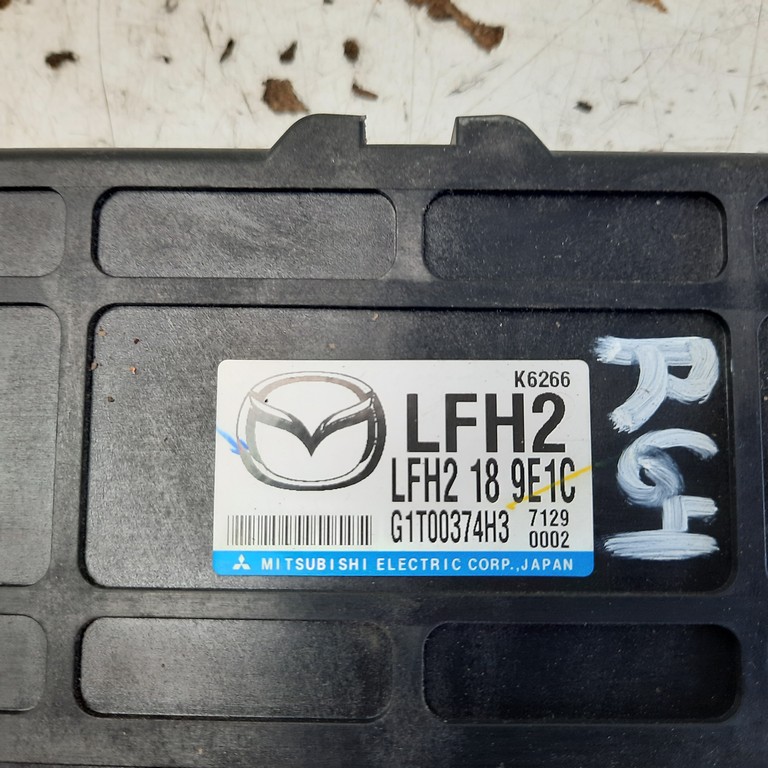 K6266
LFH2
LFH2 18 9E1C
G1T00374H3 7129
0002
MITSUBISHI ELECTRIC CORP.,JAPAN